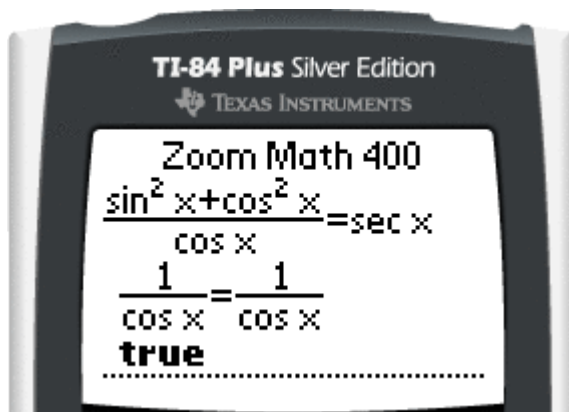 TI-84 Plus Silver Edition
TEXAS INSTRUMENTS
Zoom Math 400
sin² x+cos² x
cos x
=sec x
1/cos x = 1/cos x
true